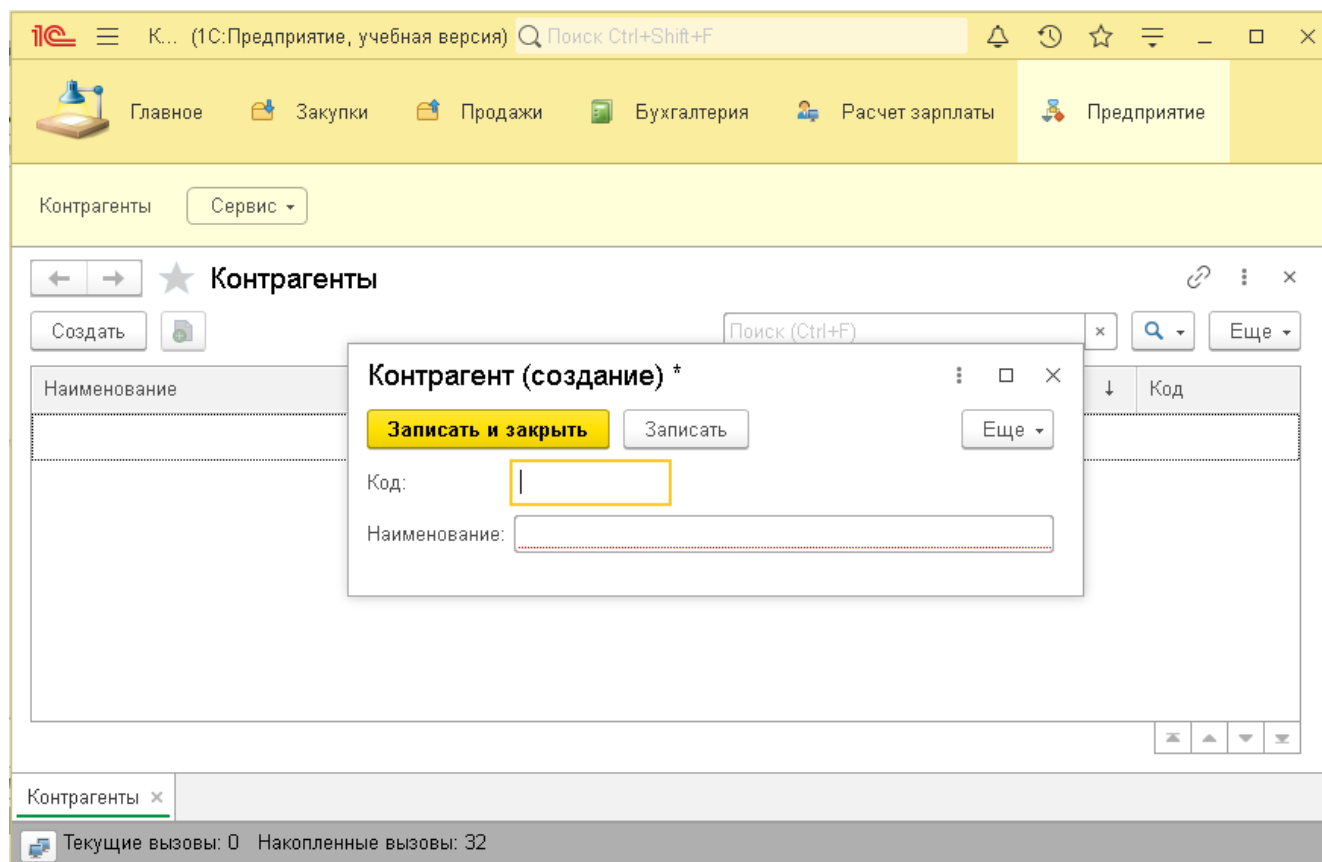 1С К... (1С:Предприятие, учебная версия) Поиск Ctrl+Shift+F
Главное Закупки Продажи Бухгалтерия Расчет зарплаты Предприятие
Контрагенты Сервис
Контрагенты
Создать Поиск (Ctrl+F) Еще
Наименование Код
Контрагент (создание) *
Записать и закрыть Записать Еще
Код:
Наименование:
Контрагенты
Текущие вызовы: 0 Накопленные вызовы: 32